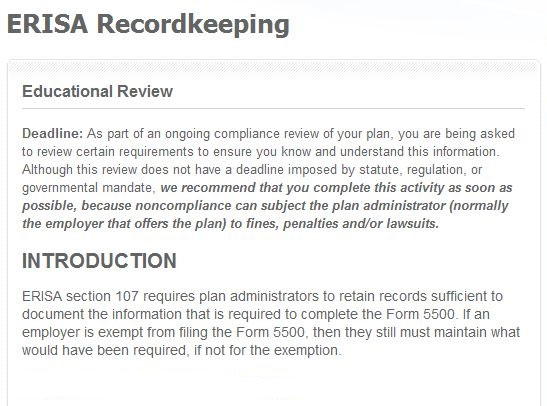 ERISA Recordkeeping
Educational Review
Deadline: As part of an ongoing compliance review of your plan, you are being asked
to review certain requirements to ensure you know and understand this information.
Although this review does not have a deadline imposed by statute, regulation, or
governmental mandate, we recommend that you complete this activity as soon as
possible, because noncompliance can subject the plan administrator (normally
the employer that offers the plan) to fines, penalties and/or lawsuits.
INTRODUCTION
ERISA section 107 requires plan administrators to retain records sufficient to
document the information that is required to complete the Form 5500. If an
employer is exempt from filing the Form 5500, then they still must maintain what
would have been required, if not for the exemption.